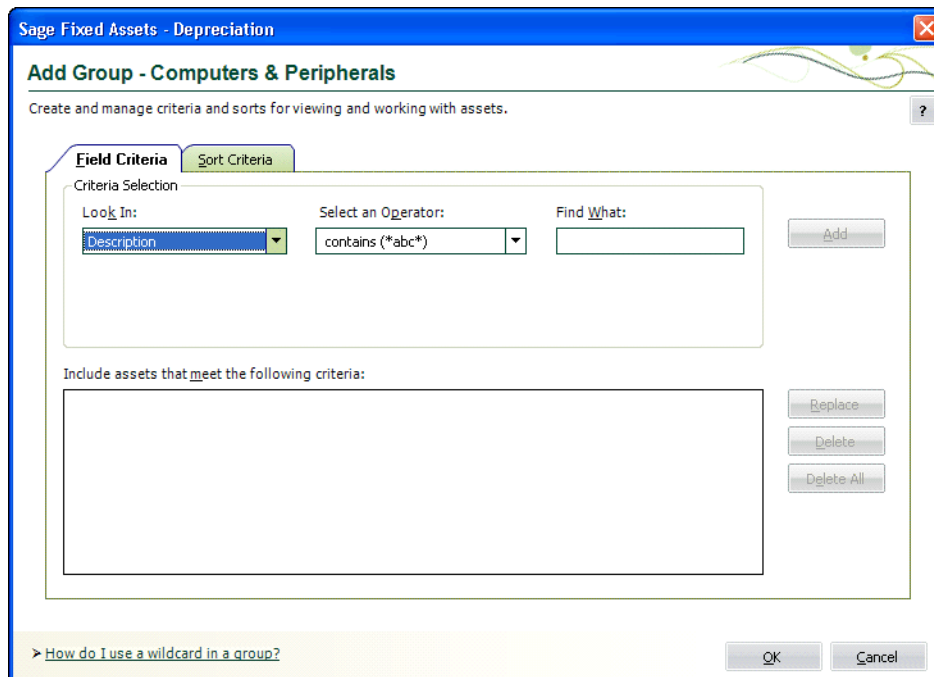 Sage Fixed Assets - Depreciation
Add Group - Computers & Peripherals
Create and manage criteria and sorts for viewing and working with assets.
?
Field Criteria
Sort Criteria
Criteria Selection
Look In:
Select an Operator:
Find What:
Description
contains (*abc*)
Add
Include assets that meet the following criteria:
Replace
Delete
Delete All
How do I use a wildcard in a group?
OK
Cancel